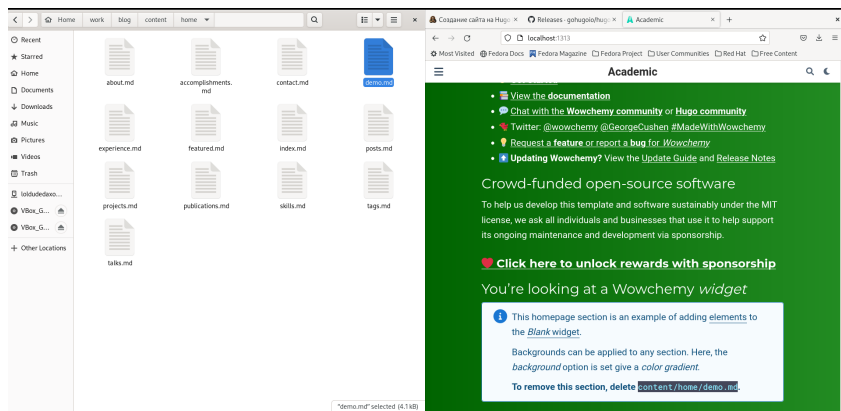 Home work blog content home
Recent
Starred
Home
Documents
Downloads
Music
Pictures
Videos
Trash
loldudedaxo...
VBox_G...
VBox_G...
Other Locations
about.md
accomplishments.
md
contact.md
demo.md
experience.md
featured.md
index.md
posts.md
projects.md
publications.md
skills.md
tags.md
talks.md
"demo.md" selected (4.1 kB)
Создание сайта на Hugo
Releases - gohugoio/hugo
Academic
localhost:1313
Most Visited Fedora Docs Fedora Magazine Fedora Project User Communities Red Hat Free Content
Academic
View the documentation
Chat with the Wowchemy community or Hugo community
Twitter: @wowchemy @GeorgeCushen #MadeWithWowchemy
Request a feature or report a bug for Wowchemy
Updating Wowchemy? View the Update Guide and Release Notes
Crowd-funded open-source software
To help us develop this template and software sustainably under the MIT
license, we ask all individuals and businesses that use it to help support
its ongoing maintenance and development via sponsorship.
Click here to unlock rewards with sponsorship
You're looking at a Wowchemy widget
This homepage section is an example of adding elements to
the Blank widget.
Backgrounds can be applied to any section. Here, the
background option is set give a color gradient.
To remove this section, delete content/home/demo.md.